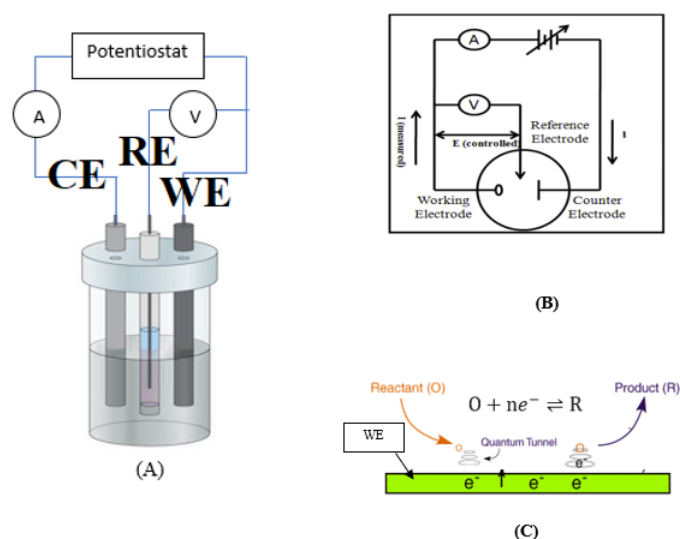 Potentiostat
A
V
CE
RE
WE
(A)
A
V
I (measured)
E (controlled)
Reference
Electrode
I
Working
Electrode
Counter
Electrode
(B)
Reactant (O)
Product (R)
O + ne⁻ ⇌ R
WE
O
Quantum Tunnel
O
e⁻
e⁻ e⁻ e⁻
(C)